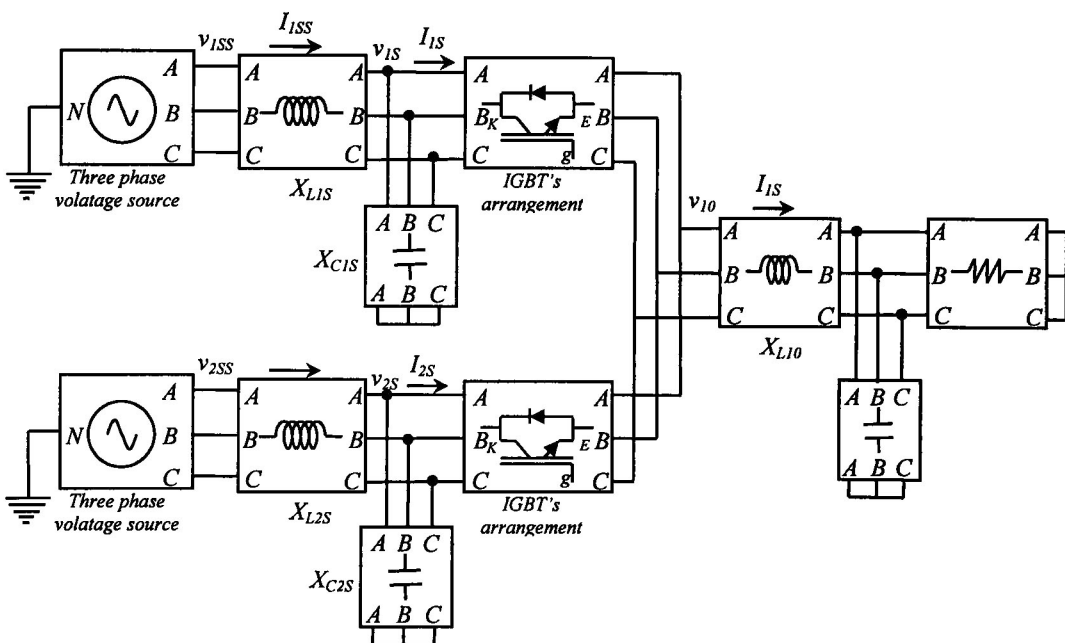 v1SS
I1SS
v1S
I1S
A
N
B
C
Three phase
volatage source
A
A
B
B
C
C
XL1S
A
A
BK
E
B
g
C
C
IGBT's
arrangement
XC1S
A B C
A B C
v10
I1S
A
A
B
B
C
C
XL10
A
A
B
B
C
C
A B C
A B C
v2SS
v2S
I2S
A
N
B
C
Three phase
volatage source
A
A
B
B
C
C
XL2S
A
A
BK
E
B
g
C
C
IGBT's
arrangement
XC2S
A B C
A B C